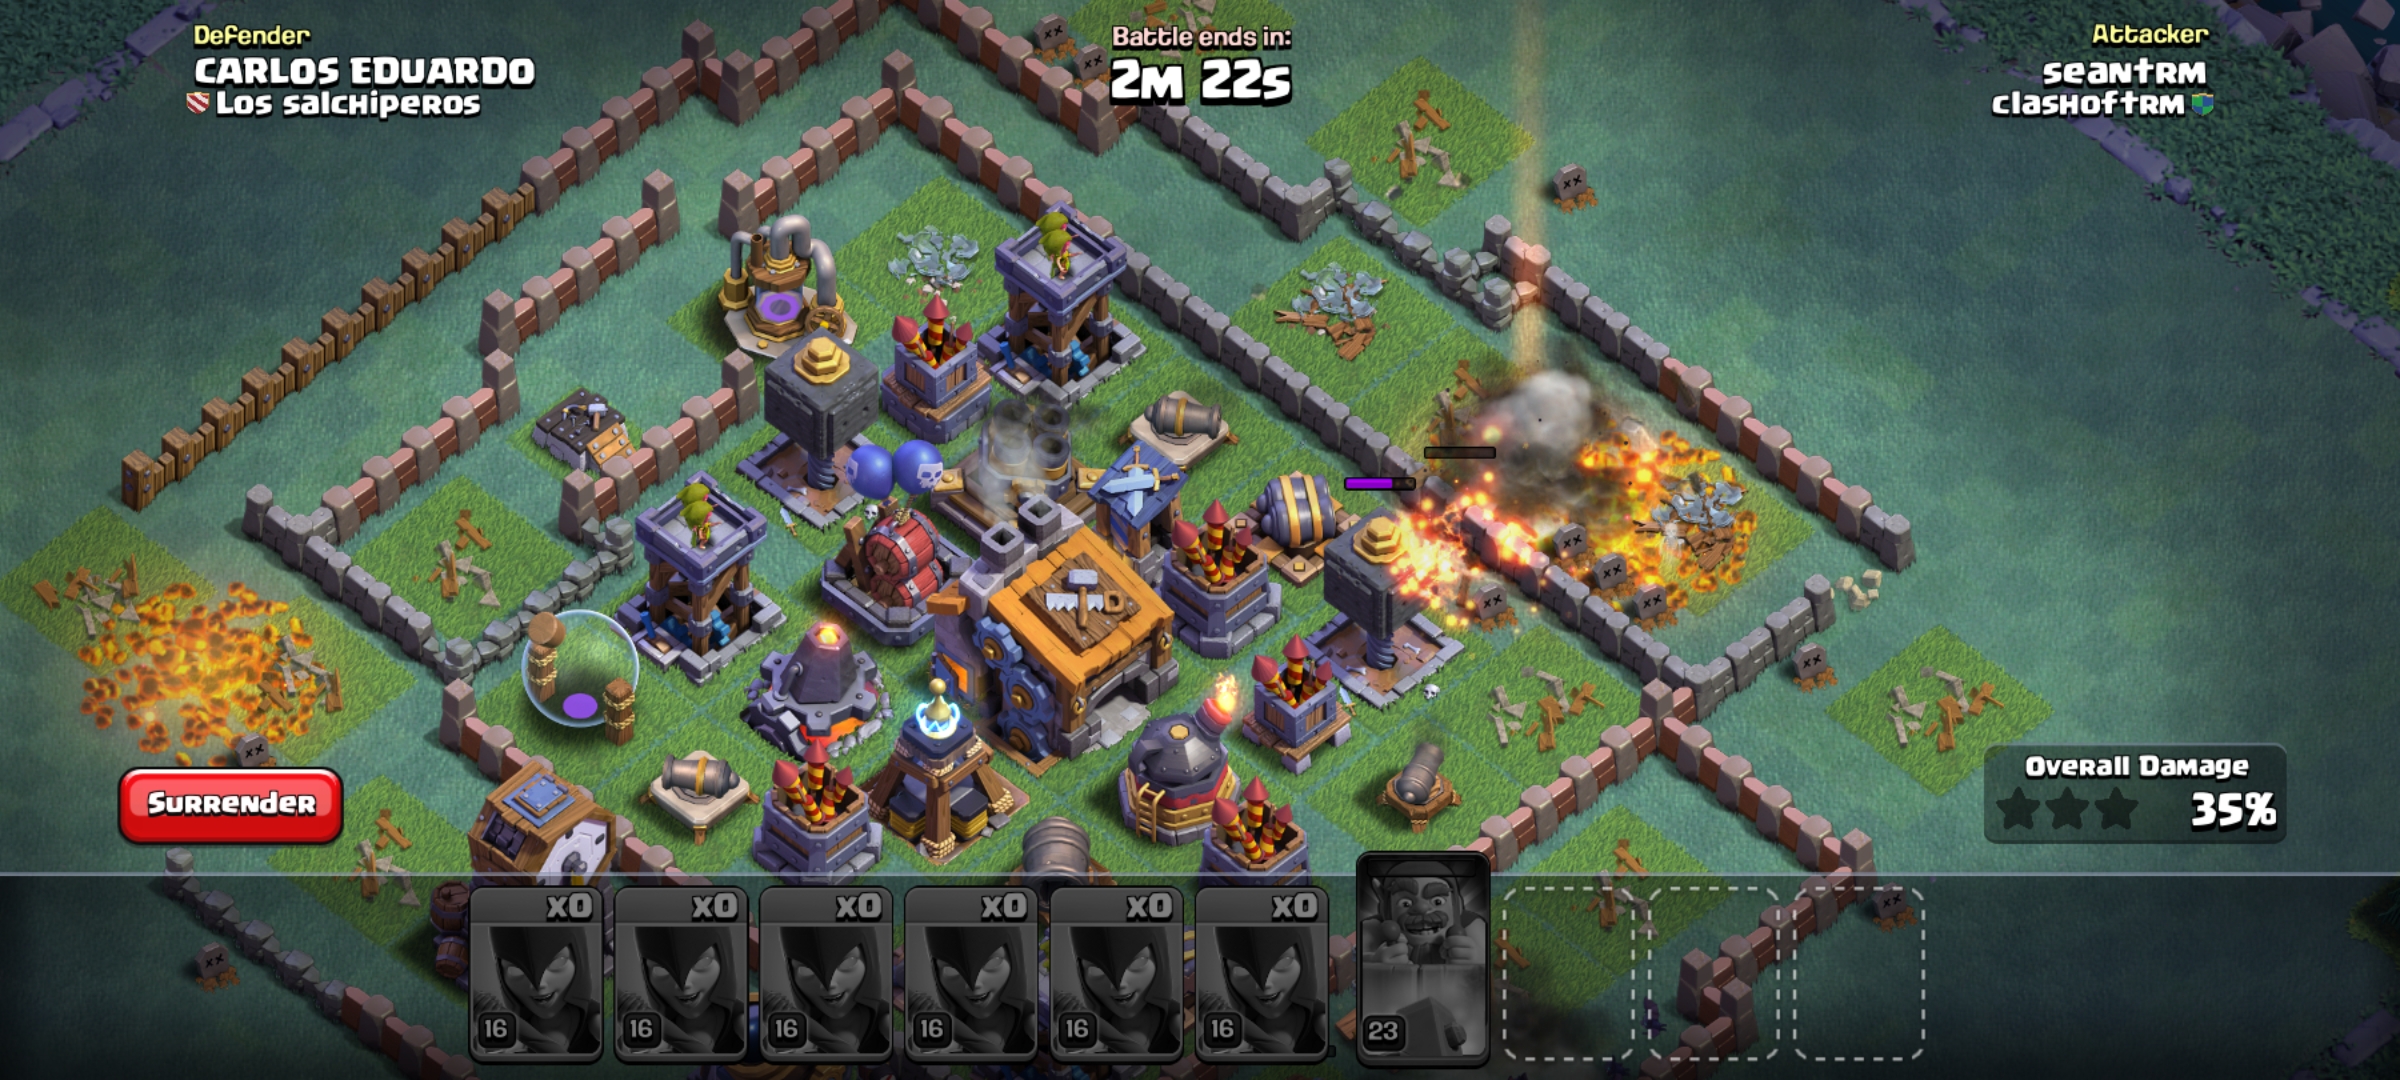 Defender
CARLOS EDUARDO
Los salchiperos
Battle ends in:
2M 22s
Attacker
seantRM
clashoftRM
Surrender
Overall Damage
35%
x0 x0 x0 x0 x0 x0
16 16 16 16 16 16 23